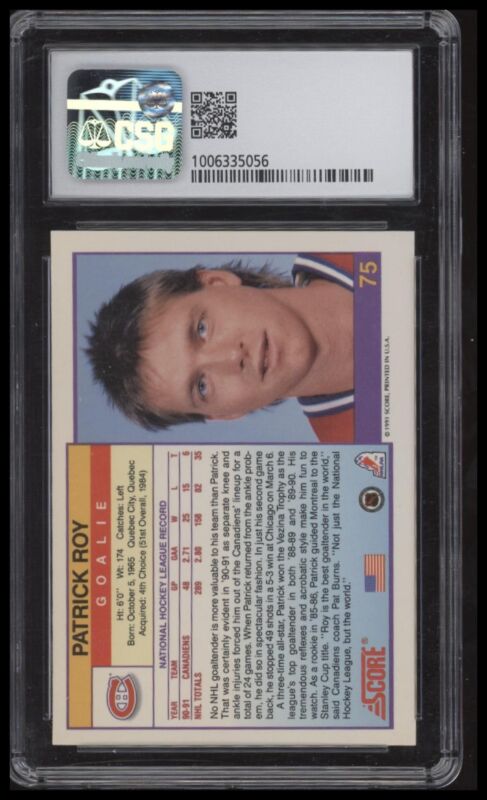 CSG
1006335056
75
© 1991 SCORE, PRINTED IN U.S.A.
PATRICK ROY
GOALIE
Ht: 6'0" Wt: 174 Catches: Left
Born: October 5, 1965 Quebec City, Quebec
Acquired: 4th Choice (51st Overall, 1984)
NATIONAL HOCKEY LEAGUE RECORD
YEAR TEAM GP GAA W L T
90-91 CANADIENS 48 2.71 25 15 6
NHL TOTALS 289 2.80 158 82 35
No NHL goaltender is more valuable to his team than Patrick.
That was certainly evident in '90-91 as separate knee and
ankle injuries forced him out of the Canadiens' lineup for a
total of 24 games. When Patrick returned from the ankle prob-
lem, he did so in spectacular fashion. In just his second game
back, he stopped 49 shots in a 5-3 win at Chicago on March 6.
A three-time all-star, Patrick won the Vezina Trophy as the
league's top goaltender in both '88-89 and '89-90. His
tremendous reflexes and acrobatic style make him fun to
watch. As a rookie in '85-86, Patrick guided Montreal to the
Stanley Cup title. "Roy is the best goaltender in the world,"
said Canadiens coach Pat Burns. "Not just the National
Hockey League, but the world."
SCORE®